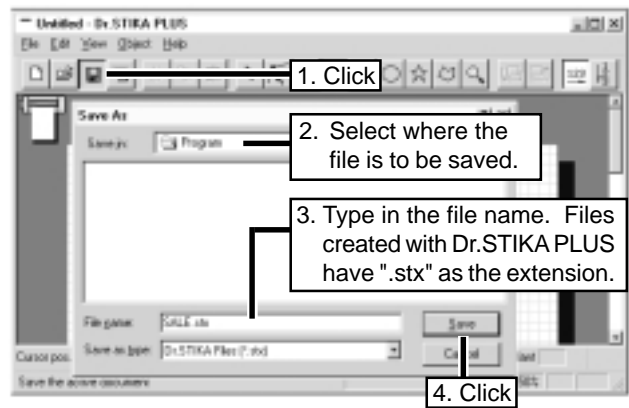 Untitled - Dr.STIKA PLUS
File Edit View Object Help
1. Click
Save As
Save in: Program
2. Select where the
file is to be saved.
3. Type in the file name. Files
created with Dr.STIKA PLUS
have ".stx" as the extension.
File name: SALE.stx
Save
Save as type: Dr.STIKA Files (*.stx)
Cursor pos.
Save the active document
50%
4. Click